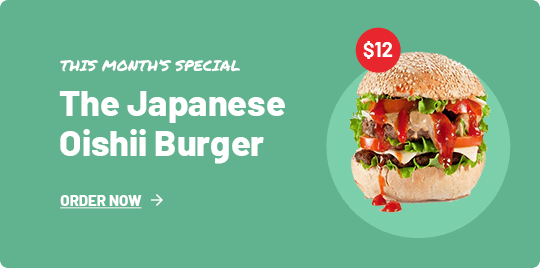 THIS MONTH'S SPECIAL
The Japanese
Oishii Burger
ORDER NOW →
$12